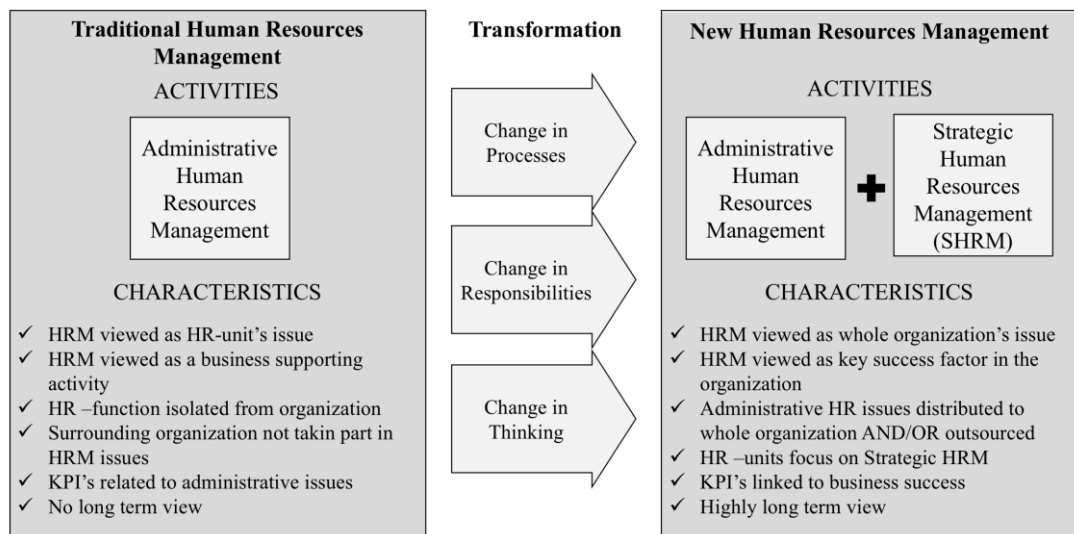 Traditional Human Resources
Management
ACTIVITIES
Administrative
Human
Resources
Management
CHARACTERISTICS
✓ HRM viewed as HR-unit's issue
✓ HRM viewed as a business supporting
activity
✓ HR –function isolated from organization
✓ Surrounding organization not takin part in
HRM issues
✓ KPI's related to administrative issues
✓ No long term view
Transformation
Change in
Processes
Change in
Responsibilities
Change in
Thinking
New Human Resources Management
ACTIVITIES
Administrative
Human
Resources
Management
Strategic
Human
Resources
Management
(SHRM)
CHARACTERISTICS
✓ HRM viewed as whole organization's issue
✓ HRM viewed as key success factor in the
organization
✓ Administrative HR issues distributed to
whole organization AND/OR outsourced
✓ HR –units focus on Strategic HRM
✓ KPI's linked to business success
✓ Highly long term view